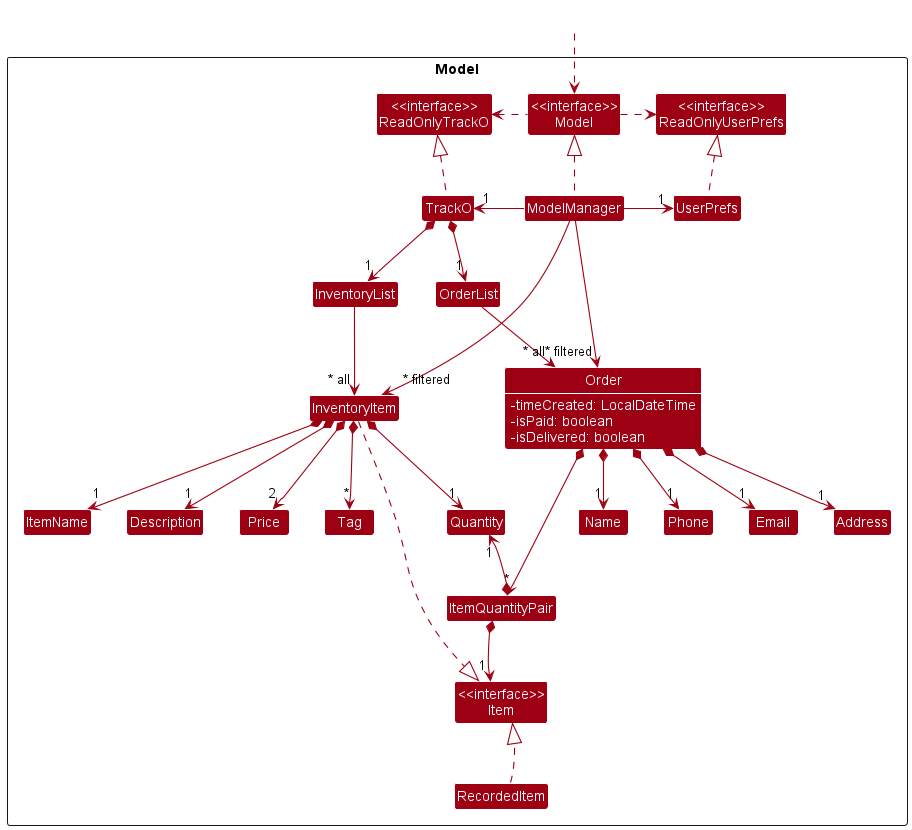 Model
<<interface>>
ReadOnlyTrackO
<<interface>>
Model
<<interface>>
ReadOnlyUserPrefs
TrackO
1
ModelManager
1
UserPrefs
1
1
InventoryList
OrderList
* all
* filtered
* all
* filtered
InventoryItem
Order
-timeCreated: LocalDateTime
-isPaid: boolean
-isDelivered: boolean
1
1
2
*
1
1
1
1
1
ItemName
Description
Price
Tag
Quantity
Name
Phone
Email
Address
1
*
ItemQuantityPair
1
<<interface>>
Item
RecordedItem